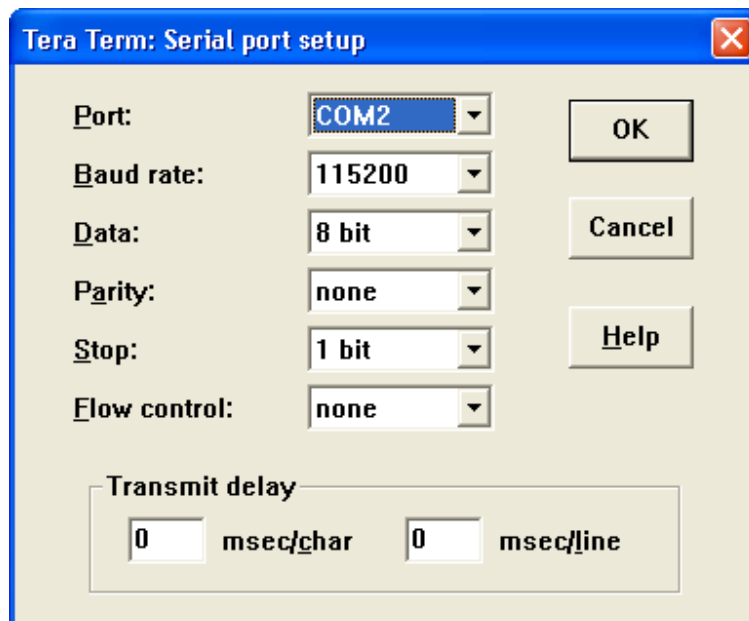 Tera Term: Serial port setup
Port: COM2 OK
Baud rate: 115200
Data: 8 bit Cancel
Parity: none
Stop: 1 bit Help
Flow control: none
Transmit delay
0 msec/char 0 msec/line